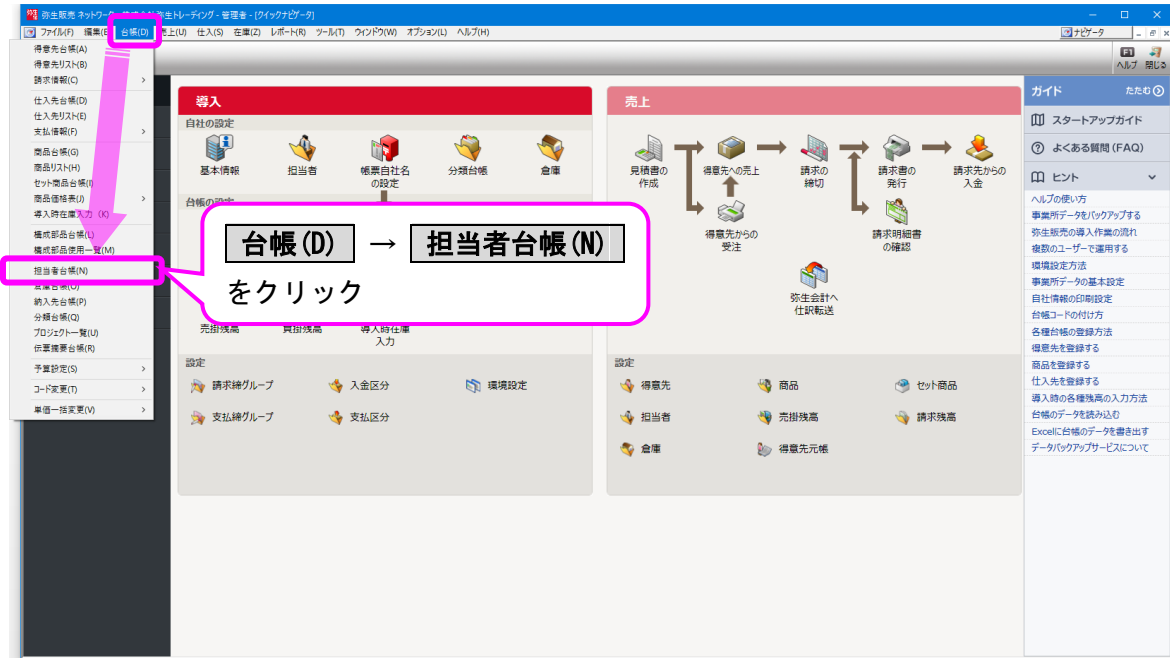 弥生販売 ネットワーク
弥生トレーディング - 管理者 - [クイックナビゲータ]
ファイル(F) 編集(E 台帳(D) 売上(U) 仕入(S) 在庫(Z) レポート(R) ツール(T) ウィンドウ(W) オプション(L) ヘルプ(H)
ナビゲータ
ヘルプ 閉じる
得意先台帳(A)
得意先リスト(B)
請求情報(C)
仕入先台帳(D)
仕入先リスト(E)
支払情報(F)
商品台帳(G)
商品リスト(H)
セット商品台帳(I)
商品価格表(J)
導入時在庫入力 (K)
構成部品台帳(L)
構成部品使用一覧(M)
担当者台帳(N)
倉庫台帳(O)
納入先台帳(P)
分類台帳(Q)
プロジェクト一覧(U)
伝票摘要台帳(R)
予算設定(S)
コード変更(T)
単価一括変更(V)
導入
自社の設定
基本情報
担当者
帳票自社名
の設定
分類台帳
倉庫
台帳の設定
台帳(D) → 担当者台帳(N)
をクリック
売掛残高
買掛残高
導入時在庫
入力
設定
請求締グループ
入金区分
環境設定
支払締グループ
支払区分
売上
見積書の
作成
得意先への売上
請求の
締切
請求書の
発行
請求先からの
入金
得意先からの
受注
請求明細書
の確認
弥生会計へ
仕訳転送
設定
得意先
商品
セット商品
担当者
売掛残高
請求残高
倉庫
得意先元帳
ガイド たたむ
スタートアップガイド
よくある質問 (FAQ)
ヒント
ヘルプの使い方
事業所データをバックアップする
弥生販売の導入作業の流れ
複数のユーザーで運用する
環境設定方法
事業所データの基本設定
自社情報の印刷設定
台帳コードの付け方
各種台帳の登録方法
得意先を登録する
商品を登録する
仕入先を登録する
導入時の各種残高の入力方法
台帳のデータを読み込む
Excelに台帳のデータを書き出す
データバックアップサービスについて